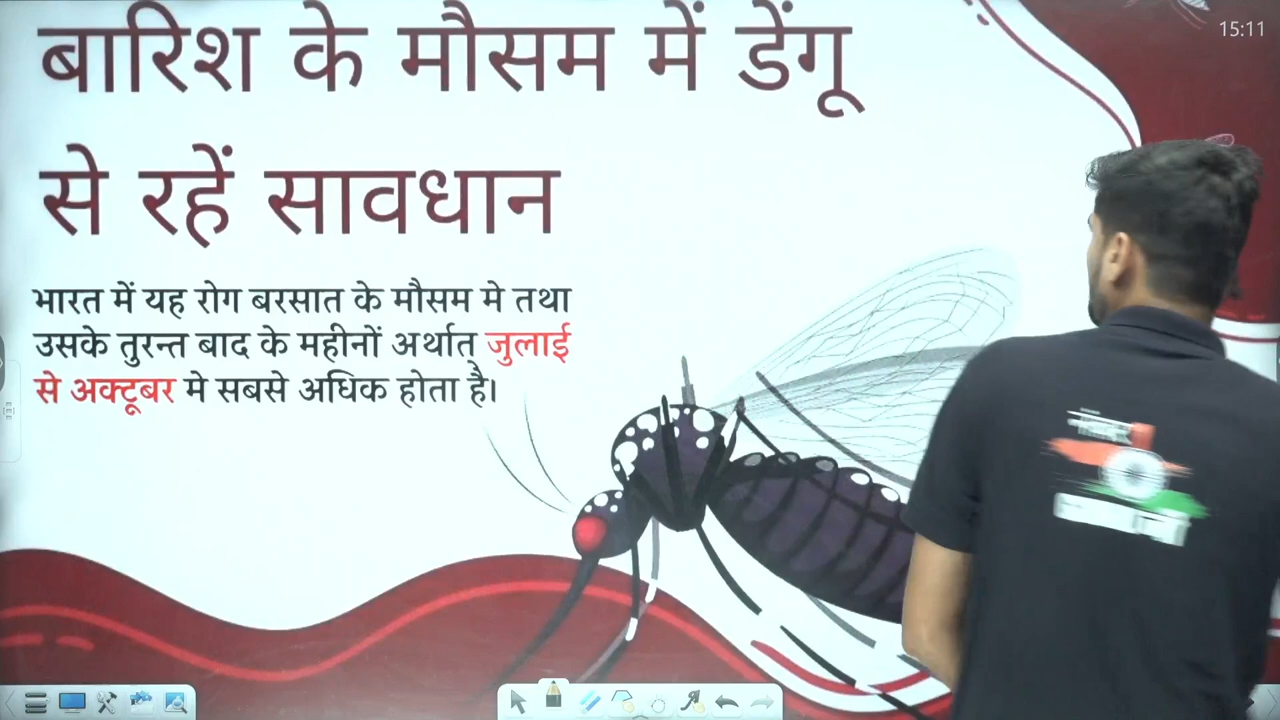 बारिश के मौसम में डेंगू
15:11
से रहें सावधान
भारत में यह रोग बरसात के मौसम मे तथा
उसके तुरन्त बाद के महीनों अर्थात् जुलाई
से अक्टूबर मे सबसे अधिक होता है।